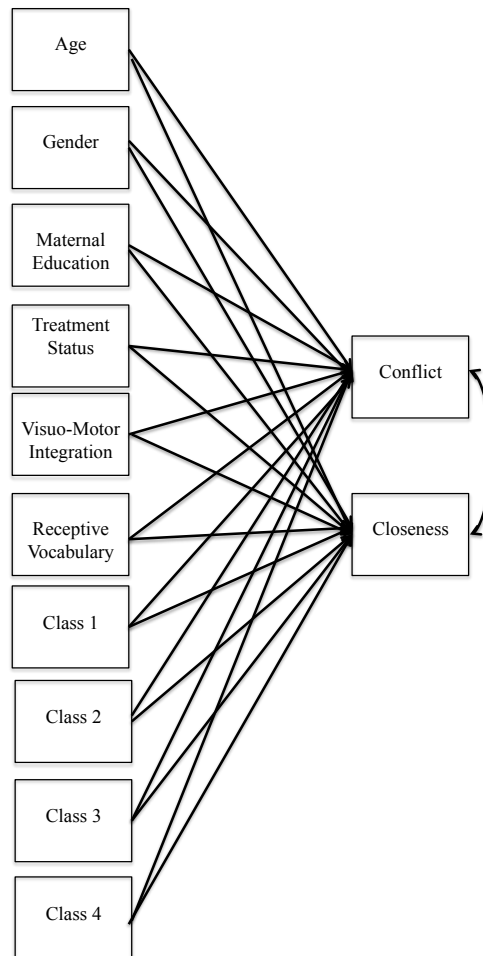 Age
Gender
Maternal
Education
Treatment
Status
Visuo-Motor
Integration
Receptive
Vocabulary
Class 1
Class 2
Class 3
Class 4
Conflict
Closeness